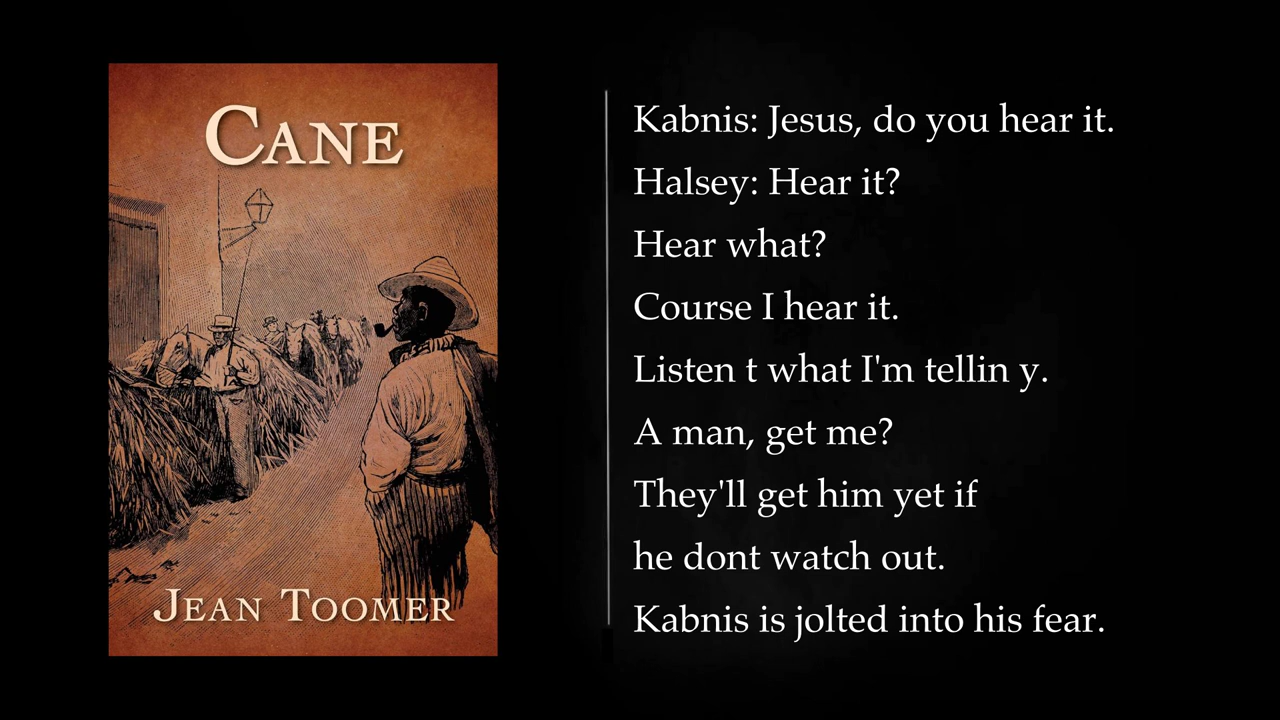 CANE
JEAN TOOMER
Kabnis: Jesus, do you hear it.
Halsey: Hear it?
Hear what?
Course I hear it.
Listen t what I'm tellin y.
A man, get me?
They'll get him yet if
he dont watch out.
Kabnis is jolted into his fear.